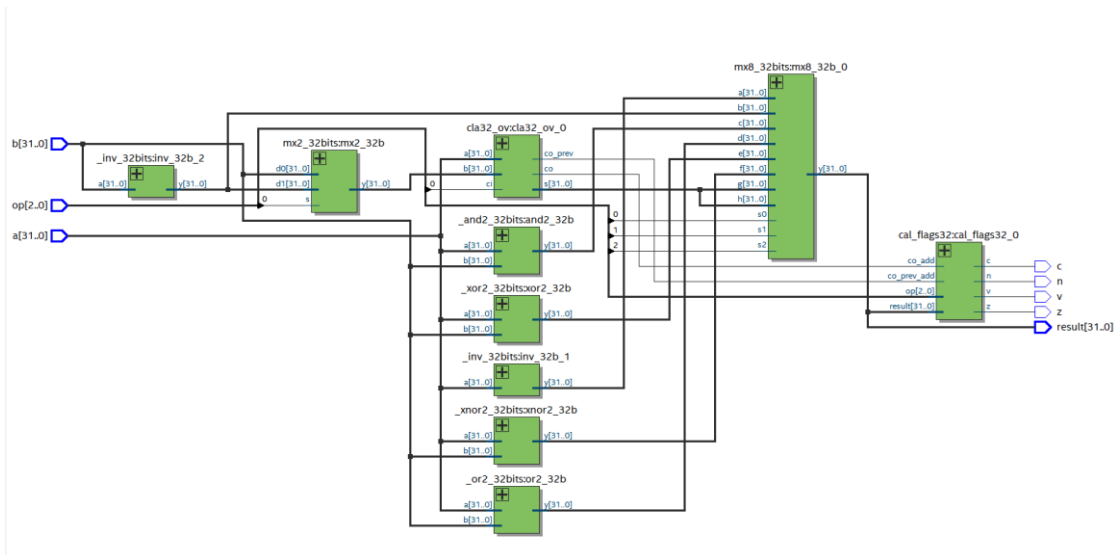 mx8_32bits:mx8_32b_0
a[31..0]
b[31..0]
c[31..0]
d[31..0]
e[31..0]
f[31..0]
g[31..0]
h[31..0]
s0
s1
s2
y[31..0]
0
1
2
b[31..0]
op[2..0]
a[31..0]
_inv_32bits:inv_32b_2
a[31..0]
y[31..0]
mx2_32bits:mx2_32b
d0[31..0]
d1[31..0]
s
y[31..0]
0
cla32_ov:cla32_ov_0
a[31..0]
b[31..0]
ci
co_prev
co
s[31..0]
0
_and2_32bits:and2_32b
a[31..0]
b[31..0]
y[31..0]
_xor2_32bits:xor2_32b
a[31..0]
b[31..0]
y[31..0]
_inv_32bits:inv_32b_1
a[31..0]
y[31..0]
_xnor2_32bits:xnor2_32b
a[31..0]
b[31..0]
y[31..0]
_or2_32bits:or2_32b
a[31..0]
b[31..0]
y[31..0]
cal_flags32:cal_flags32_0
co_add
co_prev_add
op[2..0]
result[31..0]
c
n
v
z
c
n
v
z
result[31..0]